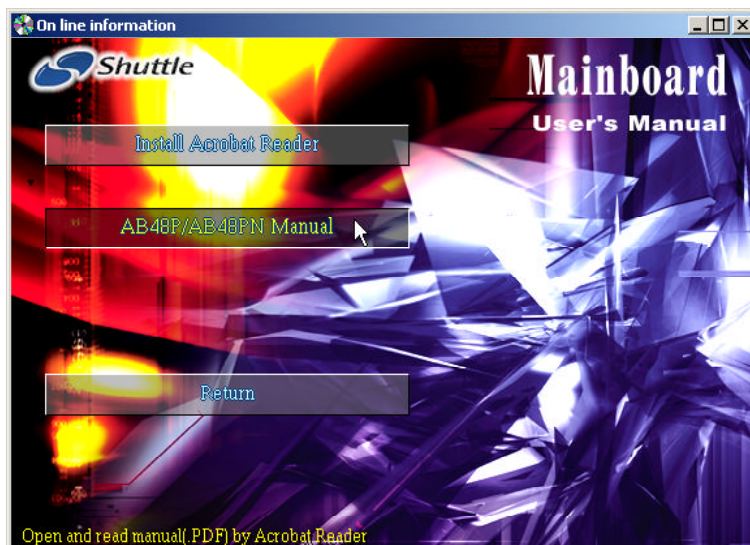 On line information
Shuttle
Mainboard
User's Manual
Install Acrobat Reader
AB48P/AB48PN Manual
Return
Open and read manual(.PDF) by Acrobat Reader